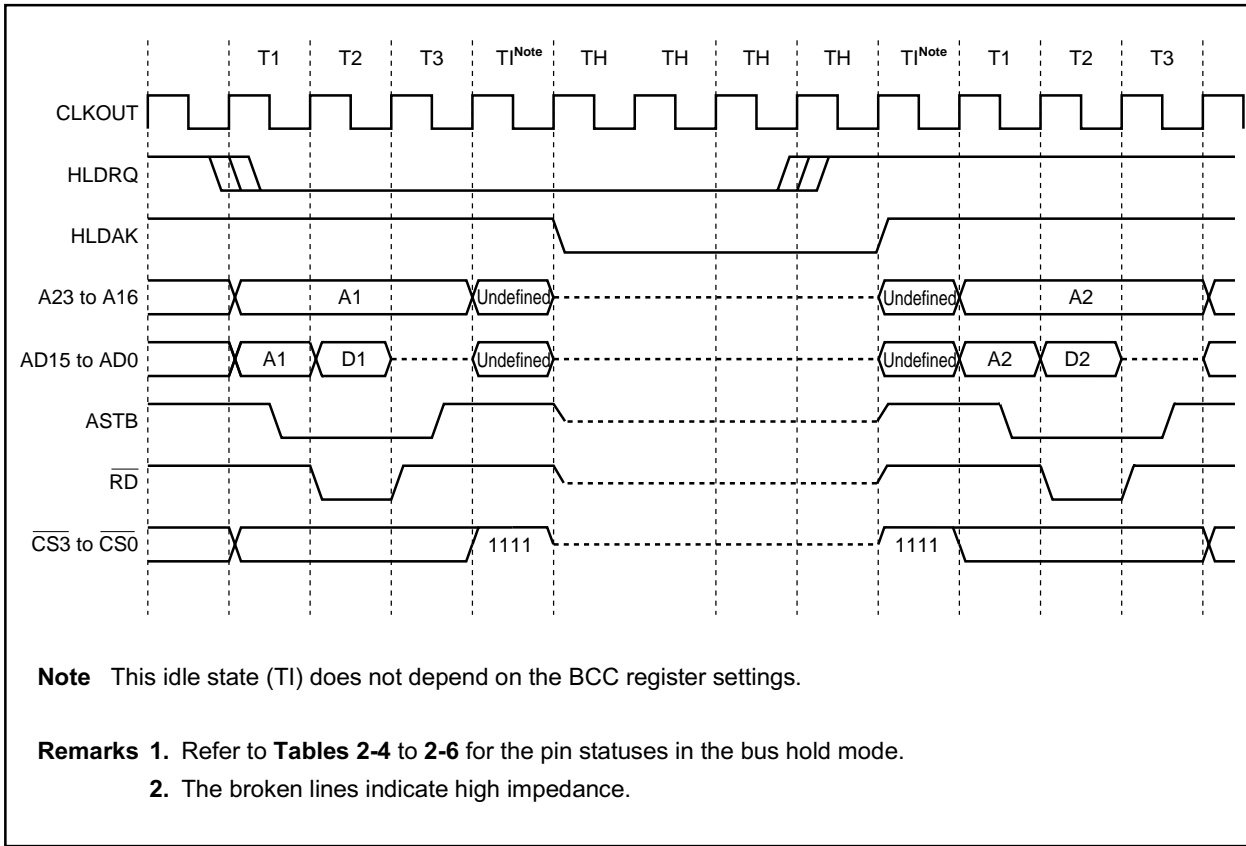 T1 T2 T3 TINote TH TH TH TH TINote T1 T2 T3
CLKOUT
HLDRQ
HLDAK
A23 to A16 A1 Undefined Undefined A2
AD15 to AD0 A1 D1 Undefined Undefined A2 D2
ASTB
RD
CS3 to CS0 1111 1111
Note This idle state (TI) does not depend on the BCC register settings.
Remarks 1. Refer to Tables 2-4 to 2-6 for the pin statuses in the bus hold mode.
2. The broken lines indicate high impedance.